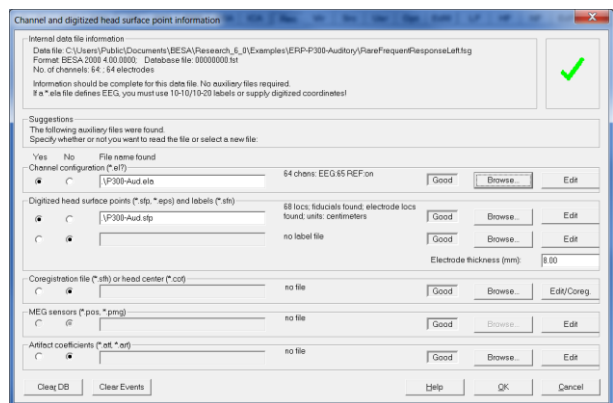 Channel and digitized head surface point information
Internal data file information
Data file: C:\Users\Public\Documents\BESA\Research_6_0\Examples\ERP-P300-Auditory\RareFrequentResponseLeft.fsg
Format: BESA 2008 4.00.0000; Database file: 00000000.fst
No. of channels: 64; ; 64 electrodes
Information should be complete for this data file. No auxiliary files required.
If a *.ela file defines EEG, you must use 10-10/10-20 labels or supply digitized coordinates!
Suggestions
The following auxiliary files were found.
Specify whether or not you want to read the file or select a new file:
Yes No File name found
Channel configuration (*.el?)
.\P300-Aud.ela 64 chans: EEG:65 REF:on Good Browse... Edit
Digitized head surface points (*.sfp, *.eps) and labels (*.sfn)
.\P300-Aud.sfp 68 locs; fiducials found; electrode locs found; units: centimeters Good Browse... Edit
no label file Good Browse... Edit
Electrode thickness (mm): 8.00
Coregistration file (*.sfh) or head center (*.cot)
no file Good Browse... Edit/Coreg.
MEG sensors (*.pos, *.pmg)
no file Good Browse... Edit
Artifact coefficients (*.atf, *.art)
no file Good Browse... Edit
Clear DB Clear Events Help OK Cancel